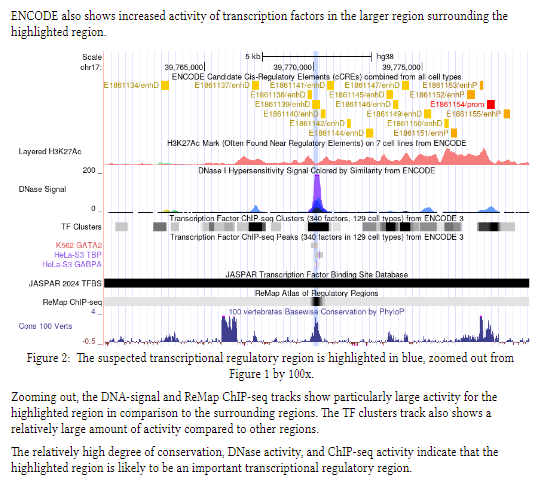 ENCODE also shows increased activity of transcription factors in the larger region surrounding the
highlighted region.
Scale 5 kb hg38
chr17: 39,765,000 39,770,000 39,775,000
ENCODE Candidate Cis-Regulatory Elements (cCREs) combined from all cell types
E1861134/enhD E1861137/enhD E1861141/enhD E1861147/enhD E1861153/enhP
E1861138/enhD E1861145/enhD E1861152/enhP
E1861139/enhD E1861146/enhD E1861154/prom
E1861140/enhD E1861149/enhD E1861155/enhP
E1861142/enhD E1861150/enhD
E1861144/enhD E1861151/enhP
H3K27Ac Mark (Often Found Near Regulatory Elements) on 7 cell lines from ENCODE
Layered H3K27Ac
DNase I Hypersensitivity Signal Colored by Similarity from ENCODE
200
DNase Signal
0
Transcription Factor ChIP-seq Clusters (340 factors, 129 cell types) from ENCODE 3
TF Clusters
Transcription Factor ChIP-seq Peaks (340 factors in 129 cell types) from ENCODE 3
K562 GATA2
HeLa-S3 TBP
HeLa-S3 GABPA
JASPAR Transcription Factor Binding Site Database
JASPAR 2024 TFBS
ReMap Atlas of Regulatory Regions
ReMap ChIP-seq
100 vertebrates Basewise Conservation by PhyloP
4
Cons 100 Verts
-0.5
Figure 2: The suspected transcriptional regulatory region is highlighted in blue, zoomed out from
Figure 1 by 100x.
Zooming out, the DNA-signal and ReMap ChIP-seq tracks show particularly large activity for the
highlighted region in comparison to the surrounding regions. The TF clusters track also shows a
relatively large amount of activity compared to other regions.
The relatively high degree of conservation, DNase activity, and ChIP-seq activity indicate that the
highlighted region is likely to be an important transcriptional regulatory region.